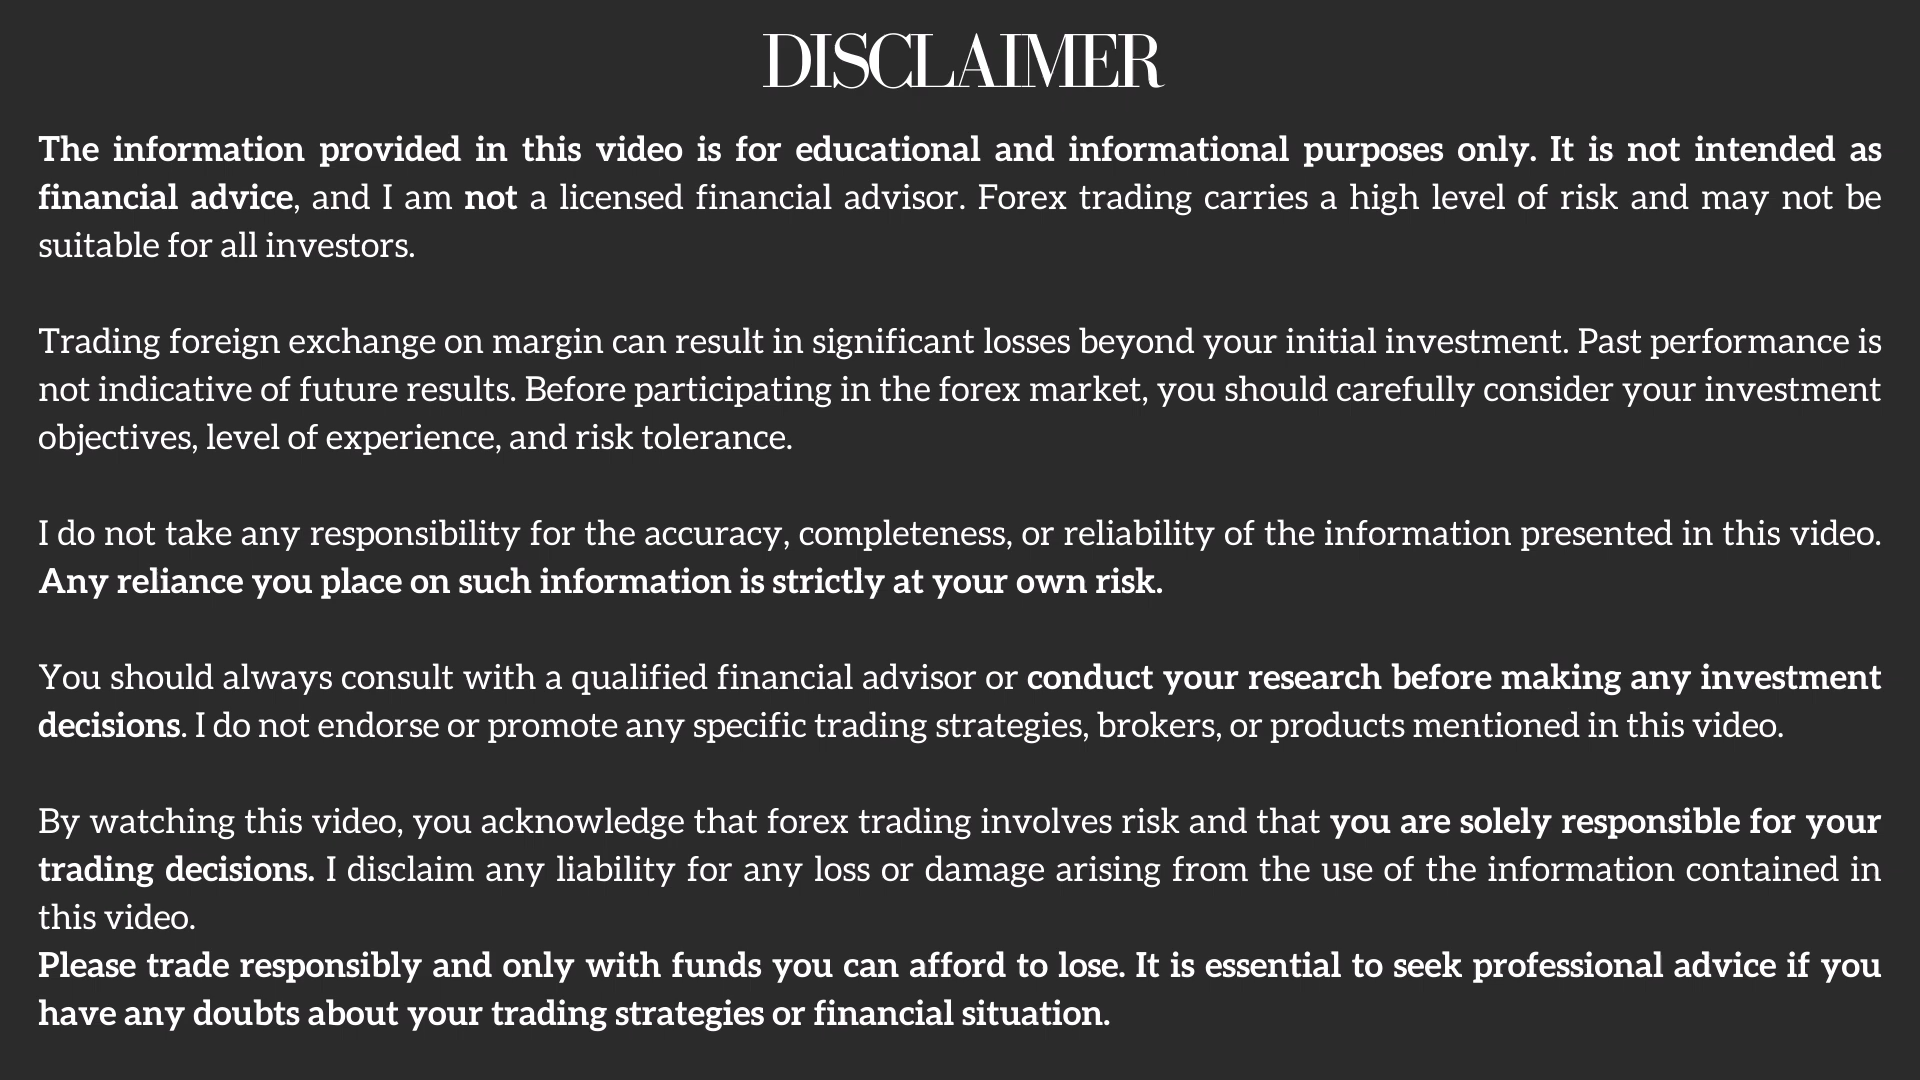 DISCLAIMER
The information provided in this video is for educational and informational purposes only. It is not intended as
financial advice, and I am not a licensed financial advisor. Forex trading carries a high level of risk and may not be
suitable for all investors.
Trading foreign exchange on margin can result in significant losses beyond your initial investment. Past performance is
not indicative of future results. Before participating in the forex market, you should carefully consider your investment
objectives, level of experience, and risk tolerance.
I do not take any responsibility for the accuracy, completeness, or reliability of the information presented in this video.
Any reliance you place on such information is strictly at your own risk.
You should always consult with a qualified financial advisor or conduct your research before making any investment
decisions. I do not endorse or promote any specific trading strategies, brokers, or products mentioned in this video.
By watching this video, you acknowledge that forex trading involves risk and that you are solely responsible for your
trading decisions. I disclaim any liability for any loss or damage arising from the use of the information contained in
this video.
Please trade responsibly and only with funds you can afford to lose. It is essential to seek professional advice if you
have any doubts about your trading strategies or financial situation.